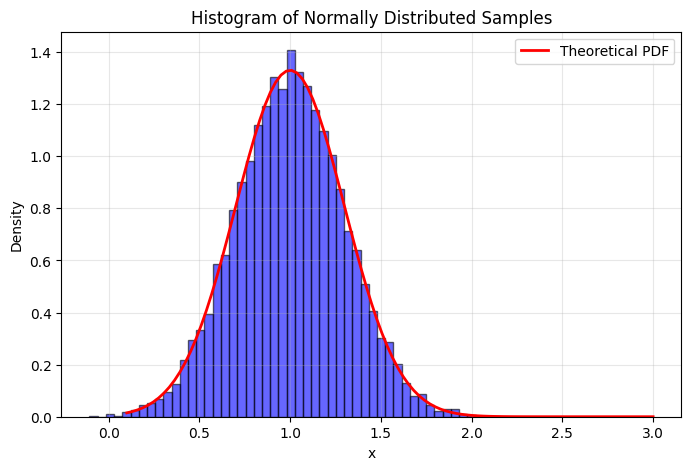 Histogram of Normally Distributed Samples
Theoretical PDF
Density
1.4
1.2
1.0
0.8
0.6
0.4
0.2
0.0
0.0 0.5 1.0 1.5 2.0 2.5 3.0
x